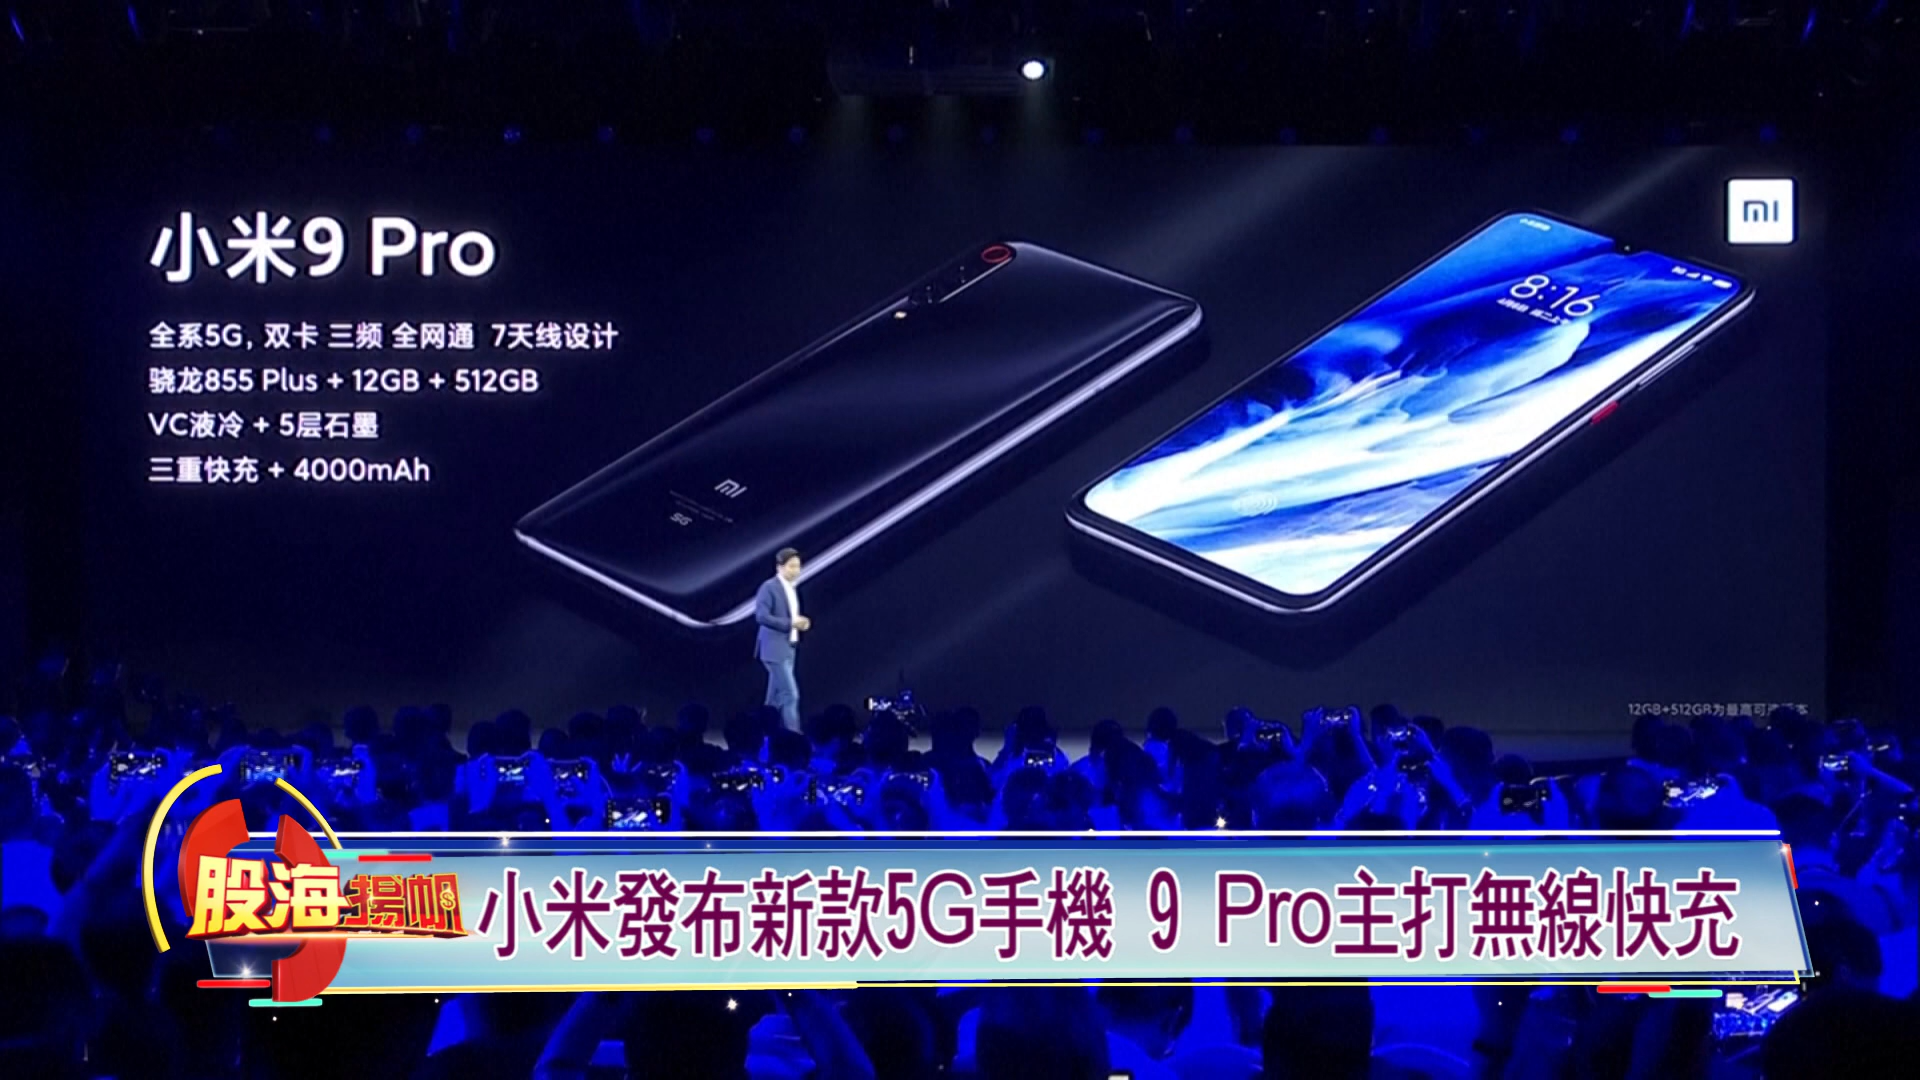 小米9 Pro
全系5G, 双卡 三频 全网通 7天线设计
骁龙855 Plus + 12GB + 512GB
VC液冷 + 5层石墨
三重快充 + 4000mAh
MI
8:16
MI
5G
股海揚帆
小米發布新款5G手機 9 Pro主打無線快充